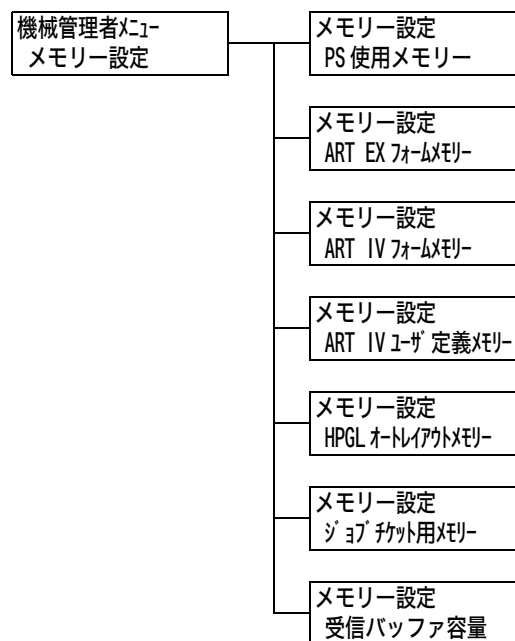 機械管理者ﾒﾆｭｰ
メモリー設定
メモリー設定
PS 使用メモリー
メモリー設定
ART EX ﾌｫｰﾑﾒﾓﾘｰ
メモリー設定
ART IV ﾌｫｰﾑﾒﾓﾘｰ
メモリー設定
ART IV ﾕｰｻﾞ定義ﾒﾓﾘｰ
メモリー設定
HPGL ｵｰﾄﾚｲｱｳﾄﾒﾓﾘｰ
メモリー設定
ｼﾞｮﾌﾞﾁｹｯﾄ用ﾒﾓﾘｰ
メモリー設定
受信バッファ容量